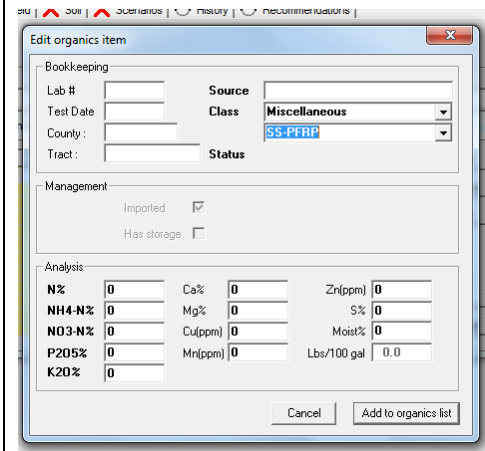 Soil Scenarios History Recommendations
Edit organics item
Bookkeeping
Lab # Source
Test Date Class Miscellaneous
County : SS-PFRP
Tract : Status
Management
Imported
Has storage
Analysis
N% 0 Ca% 0 Zn(ppm) 0
NH4-N% 0 Mg% 0 S% 0
NO3-N% 0 Cu(ppm) 0 Moist% 0
P2O5% 0 Mn(ppm) 0 Lbs/100 gal 0.0
K2O% 0
Cancel Add to organics list